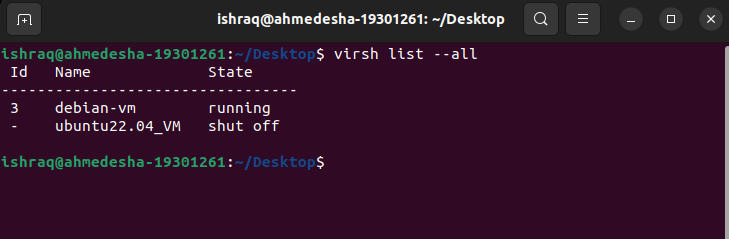 ishraq@ahmedesha-19301261: ~/Desktop
ishraq@ahmedesha-19301261:~/Desktop$ virsh list --all
 Id   Name             State
---------------------------------
 3    debian-vm        running
 -    ubuntu22.04_VM   shut off

ishraq@ahmedesha-19301261:~/Desktop$